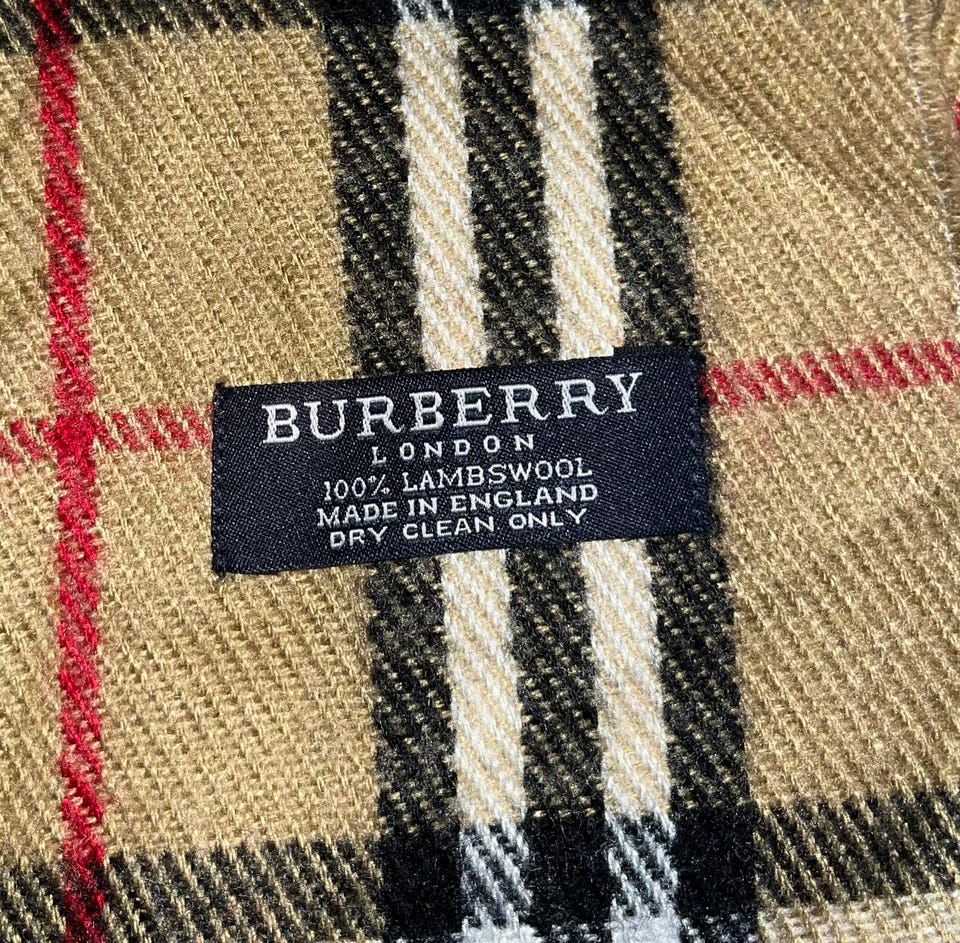 BURBERRY
LONDON
100% LAMBSWOOL
MADE IN ENGLAND
DRY CLEAN ONLY